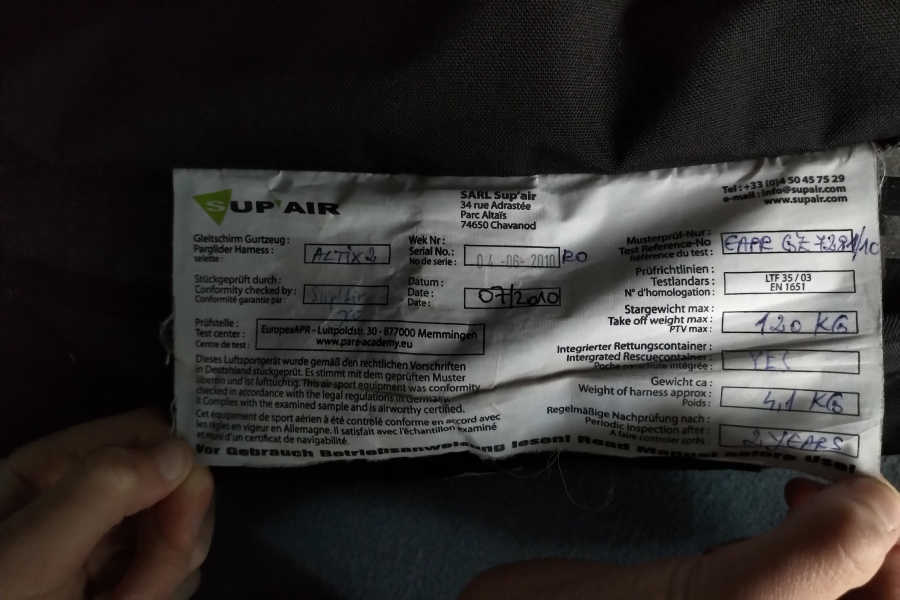 SUP'AIR
SARL Sup'air
34 rue Adrastée
Parc Altaïs
74650 Chavanod
Tel : +33 (0)4 50 45 75 29
e-mail : info@supair.com
www.supair.com
Gleitschirm Gurtzeug :
Parglider Harness :
sellette :
ALTIX 2
Wek Nr :
Serial No.:
No de serie :
04 -06- 2010 RO
Musterprüf-Nur :
Test Reference-No
Référence du test :
EAPR GZ 7281/10
Stückgeprüft durch :
Conformity checked by :
Conformité garantie par :
Sup'Air
Datum :
Date :
Date :
07/2010
Prüfrichtlinien :
Testlandars :
N° d'homologation :
LTF 35 / 03
EN 1651
Stargewicht max :
Take off weight max :
PTV max :
120 KG
Prüfstelle :
Test center :
Centre de test :
EuropeaAPR - Luitpoldstr. 30 - 877000 Memmingen
www.para-academy.eu
Integrierter Rettungscontainer :
Intergrated Rescuecontainer :
Poche parachute intégrée :
YES
Gewicht ca :
Weight of harness approx :
Poids :
4,1 KG
Regelmäßige Nachprüfung nach :
Periodic Inspection after :
A faire controler après :
2 YEARS
Dieses Luftsportgerät wurde gemäß den rechtlichen Vorschriften
in Deutshland stückgeprüft. Es stimmt mit dem geprüften Muster
überein und ist luftüchtig. This air sport equipment was conformity
checked in accordance with the legal regulations in Germany.
It Complies with the examined sample and is airworthy certified.
Cet équipement de sport aérien à été controlé conforme en accord avec
les règles en vigeur en Allemagne. Il satisfait avec l'échantillon examiné
et muni d'un certificat de navigabilité.
Vor Gebrauch Betriebsanweisung lesen! Read Manual before use!